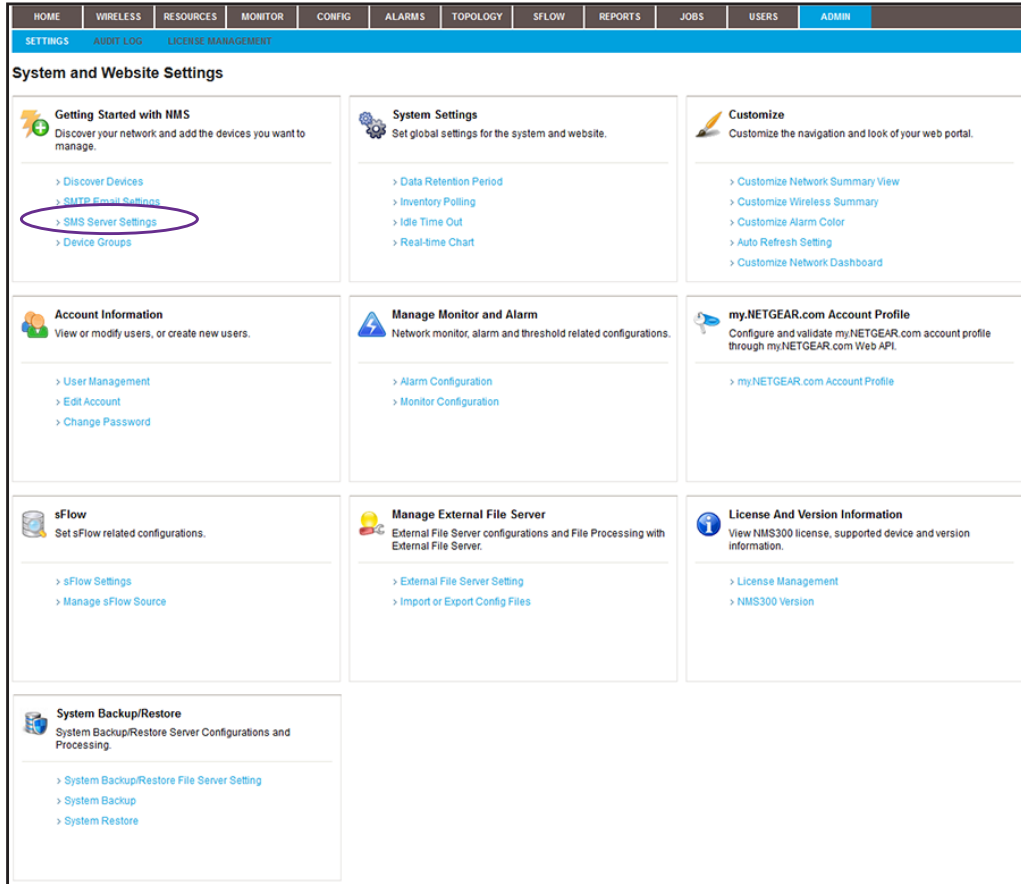 HOME WIRELESS RESOURCES MONITOR CONFIG ALARMS TOPOLOGY SFLOW REPORTS JOBS USERS ADMIN
SETTINGS AUDIT LOG LICENSE MANAGEMENT
System and Website Settings
Getting Started with NMS
Discover your network and add the devices you want to
manage.
> Discover Devices
> SMTP Email Settings
> SMS Server Settings
> Device Groups
System Settings
Set global settings for the system and website.
> Data Retention Period
> Inventory Polling
> Idle Time Out
> Real-time Chart
Customize
Customize the navigation and look of your web portal.
> Customize Network Summary View
> Customize Wireless Summary
> Customize Alarm Color
> Auto Refresh Setting
> Customize Network Dashboard
Account Information
View or modify users, or create new users.
> User Management
> Edit Account
> Change Password
Manage Monitor and Alarm
Network monitor, alarm and threshold related configurations.
> Alarm Configuration
> Monitor Configuration
my.NETGEAR.com Account Profile
Configure and validate my.NETGEAR.com account profile
through my.NETGEAR.com Web API.
> my.NETGEAR.com Account Profile
sFlow
Set sFlow related configurations.
> sFlow Settings
> Manage sFlow Source
Manage External File Server
External File Server configurations and File Processing with
External File Server.
> External File Server Setting
> Import or Export Config Files
License And Version Information
View NMS300 license, supported device and version
information.
> License Management
> NMS300 Version
System Backup/Restore
System Backup/Restore Server Configurations and
Processing.
> System Backup/Restore File Server Setting
> System Backup
> System Restore